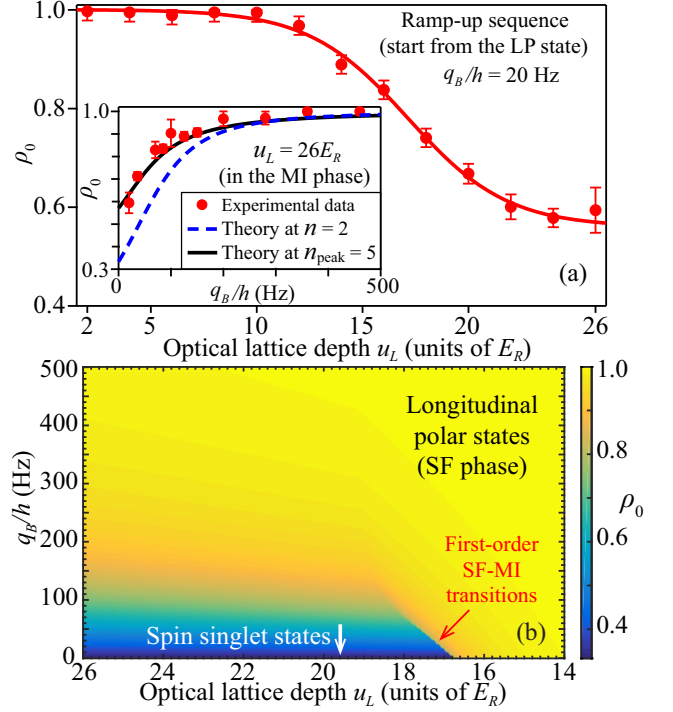 1.0
0.8
0.6
0.4
ρ₀
Ramp-up sequence
(start from the LP state)
q_B/h = 20 Hz
1.0
ρ₀
0.3
u_L = 26E_R
(in the MI phase)
Experimental data
Theory at n = 2
Theory at n_peak = 5
0
q_B/h (Hz)
500
(a)
2 5 10 15 20 26
Optical lattice depth u_L (units of E_R)
500
400
300
200
100
0
q_B/h (Hz)
Longitudinal
polar states
(SF phase)
First-order
SF-MI
transitions
Spin singlet states
(b)
1.0
0.8
0.6
0.4
ρ₀
26 24 22 20 18 16 14
Optical lattice depth u_L (units of E_R)